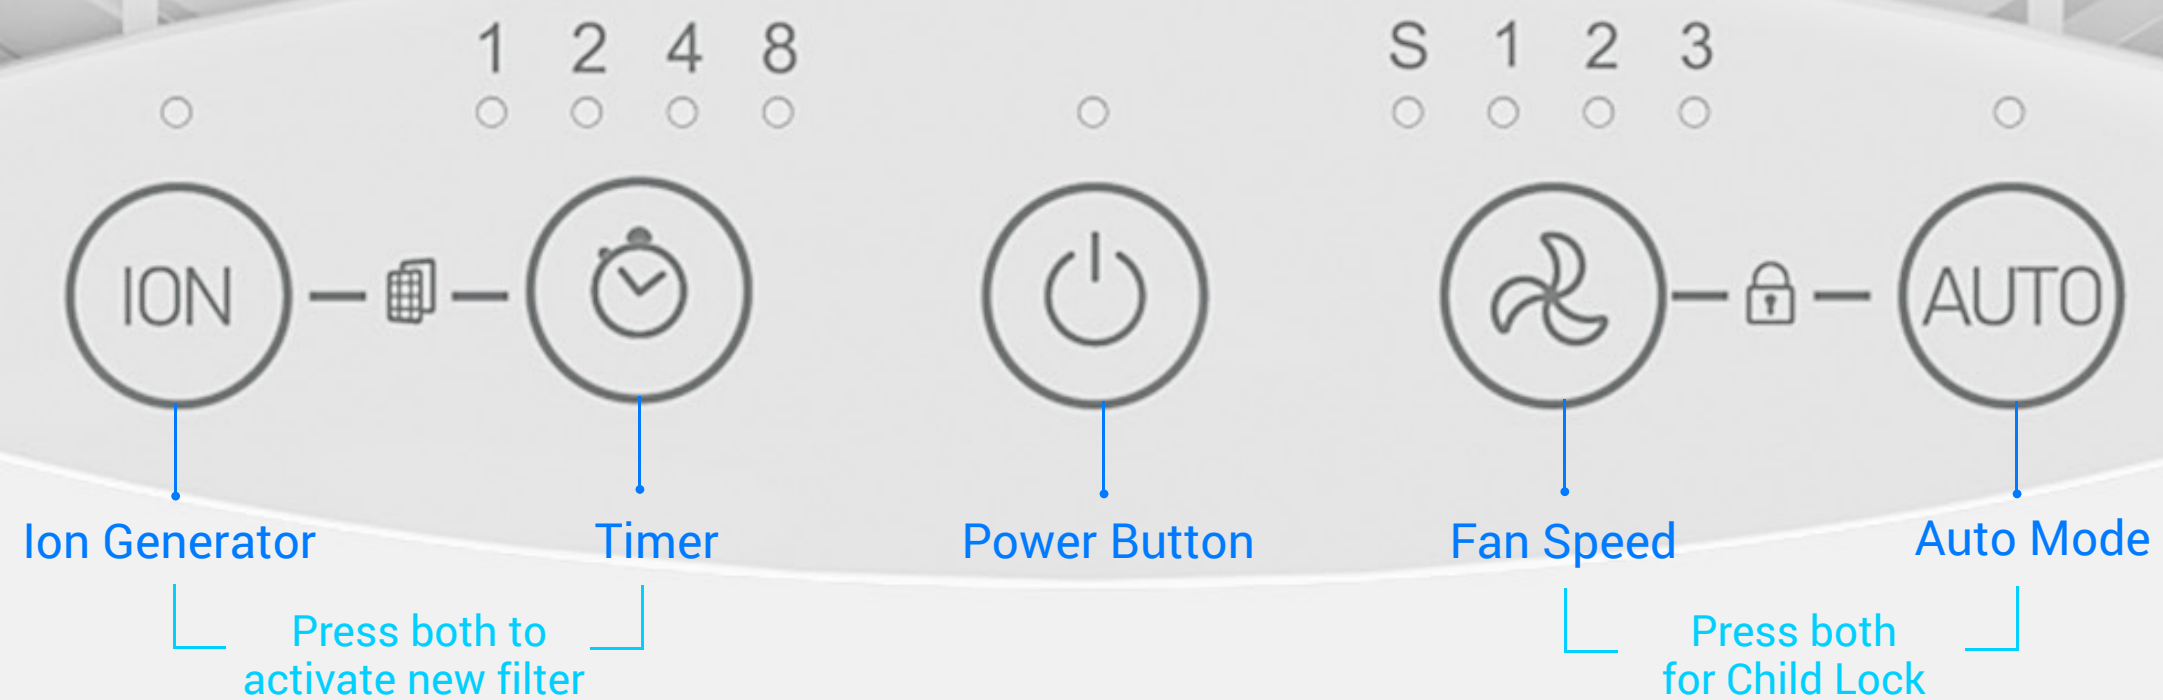 1 2 4 8
S 1 2 3
ION
AUTO
Ion Generator
Timer
Power Button
Fan Speed
Auto Mode
Press both to
activate new filter
Press both
for Child Lock